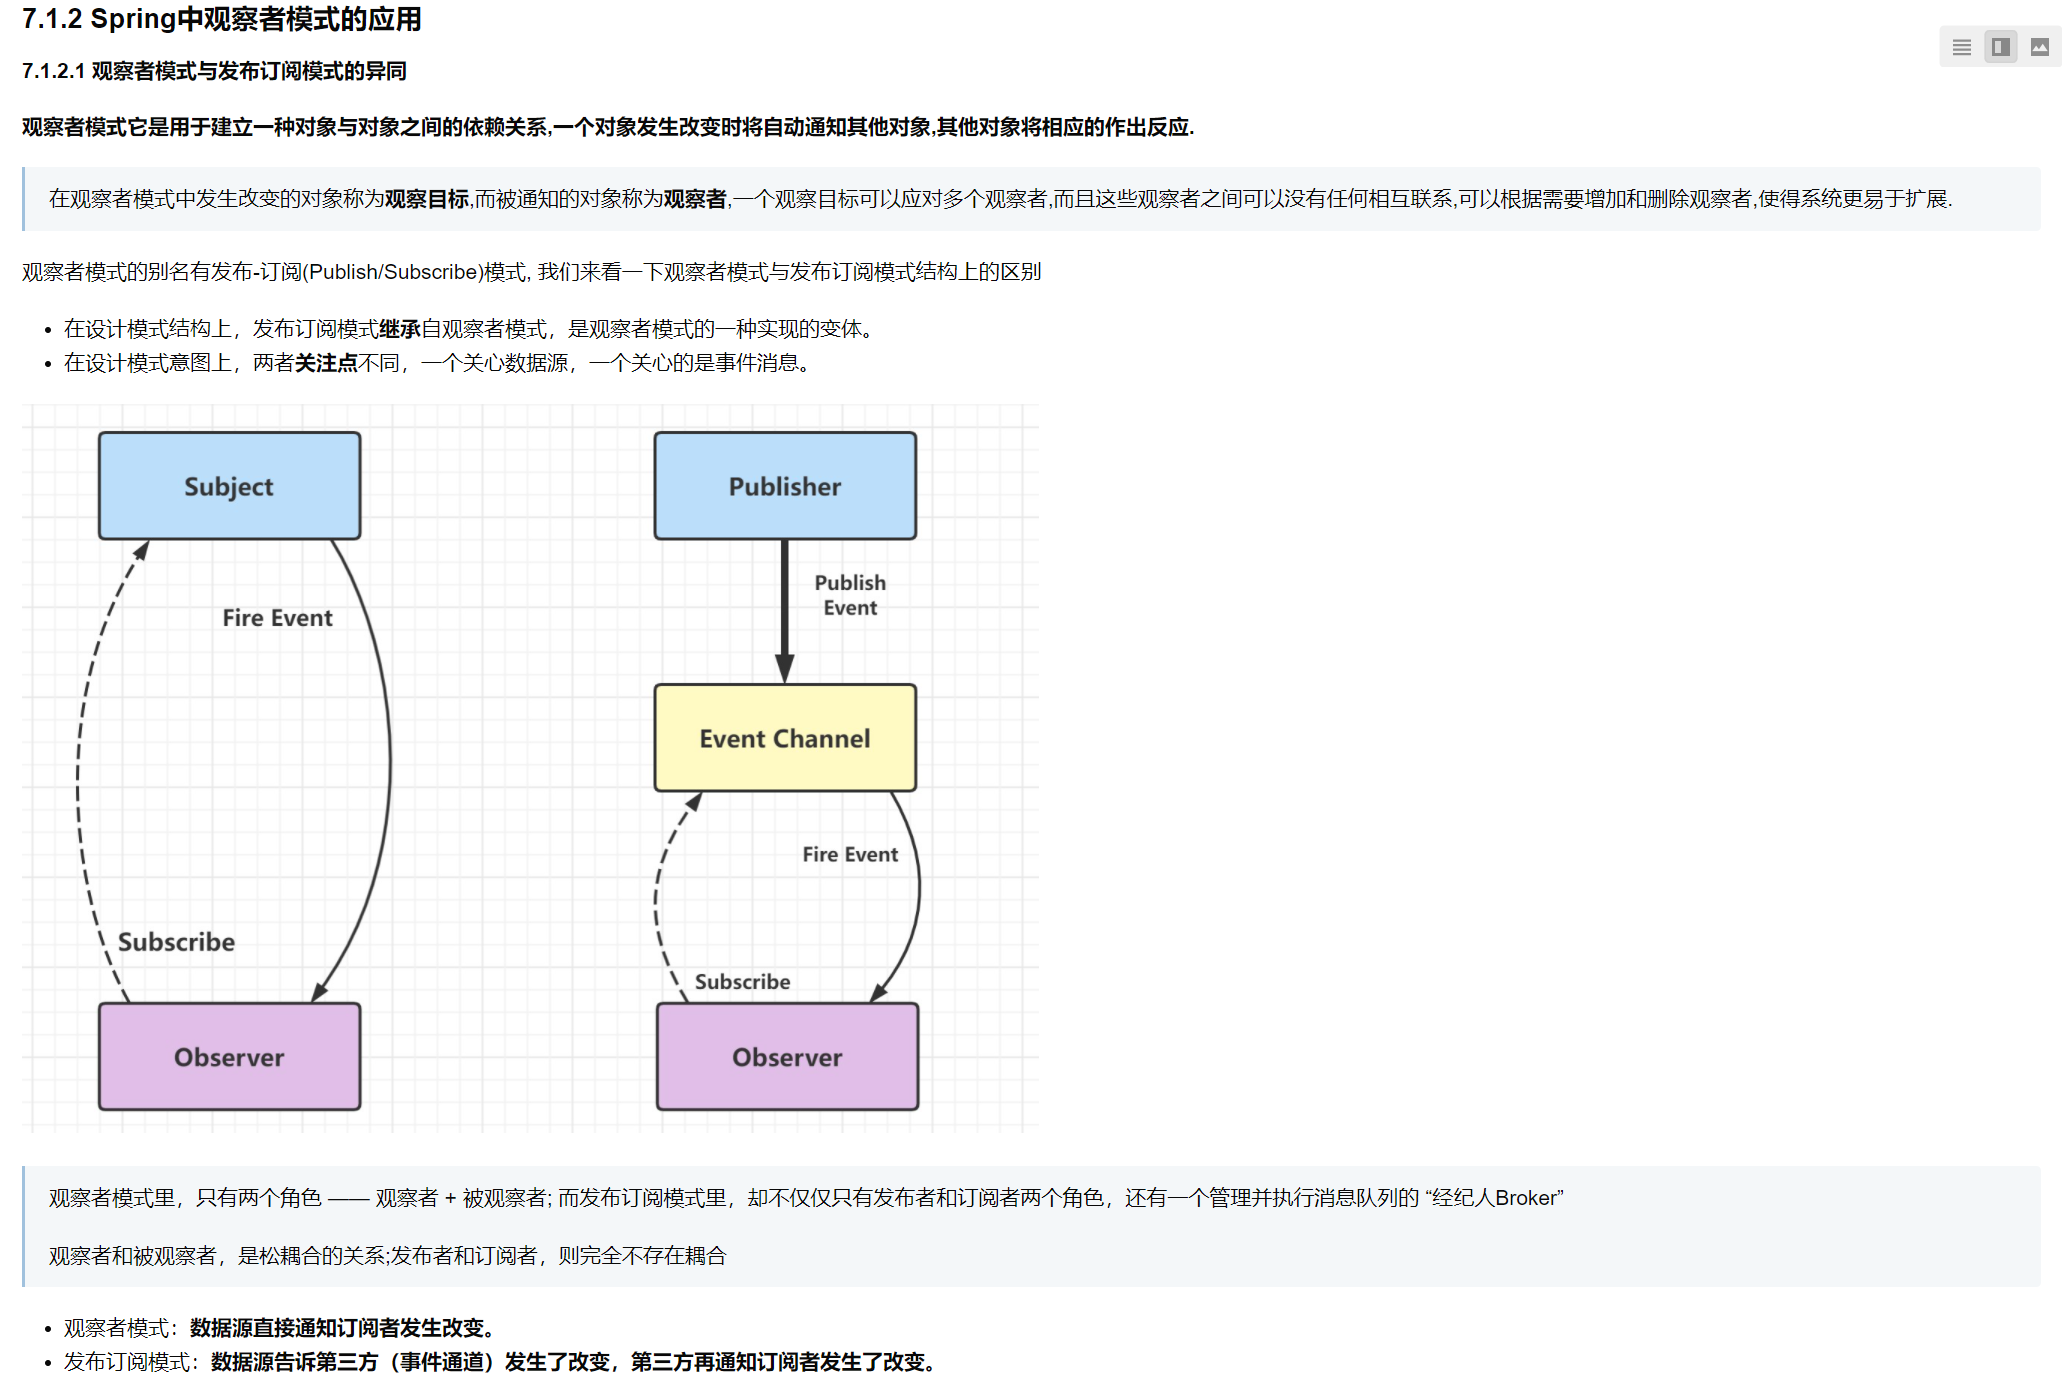 7.1.2 Spring中观察者模式的应用
7.1.2.1 观察者模式与发布订阅模式的异同
观察者模式它是用于建立一种对象与对象之间的依赖关系,一个对象发生改变时将自动通知其他对象,其他对象将相应的作出反应.
在观察者模式中发生改变的对象称为观察目标,而被通知的对象称为观察者,一个观察目标可以应对多个观察者,而且这些观察者之间可以没有任何相互联系,可以根据需要增加和删除观察者,使得系统更易于扩展.
观察者模式的别名有发布-订阅(Publish/Subscribe)模式, 我们来看一下观察者模式与发布订阅模式结构上的区别
• 在设计模式结构上，发布订阅模式继承自观察者模式，是观察者模式的一种实现的变体。
• 在设计模式意图上，两者关注点不同，一个关心数据源，一个关心的是事件消息。
Subject
Fire Event
Subscribe
Observer
Publisher
Publish
Event
Event Channel
Fire Event
Subscribe
Observer
观察者模式里，只有两个角色 —— 观察者 + 被观察者; 而发布订阅模式里，却不仅仅只有发布者和订阅者两个角色，还有一个管理并执行消息队列的 “经纪人Broker”
观察者和被观察者，是松耦合的关系;发布者和订阅者，则完全不存在耦合
• 观察者模式：数据源直接通知订阅者发生改变。
• 发布订阅模式：数据源告诉第三方（事件通道）发生了改变，第三方再通知订阅者发生了改变。